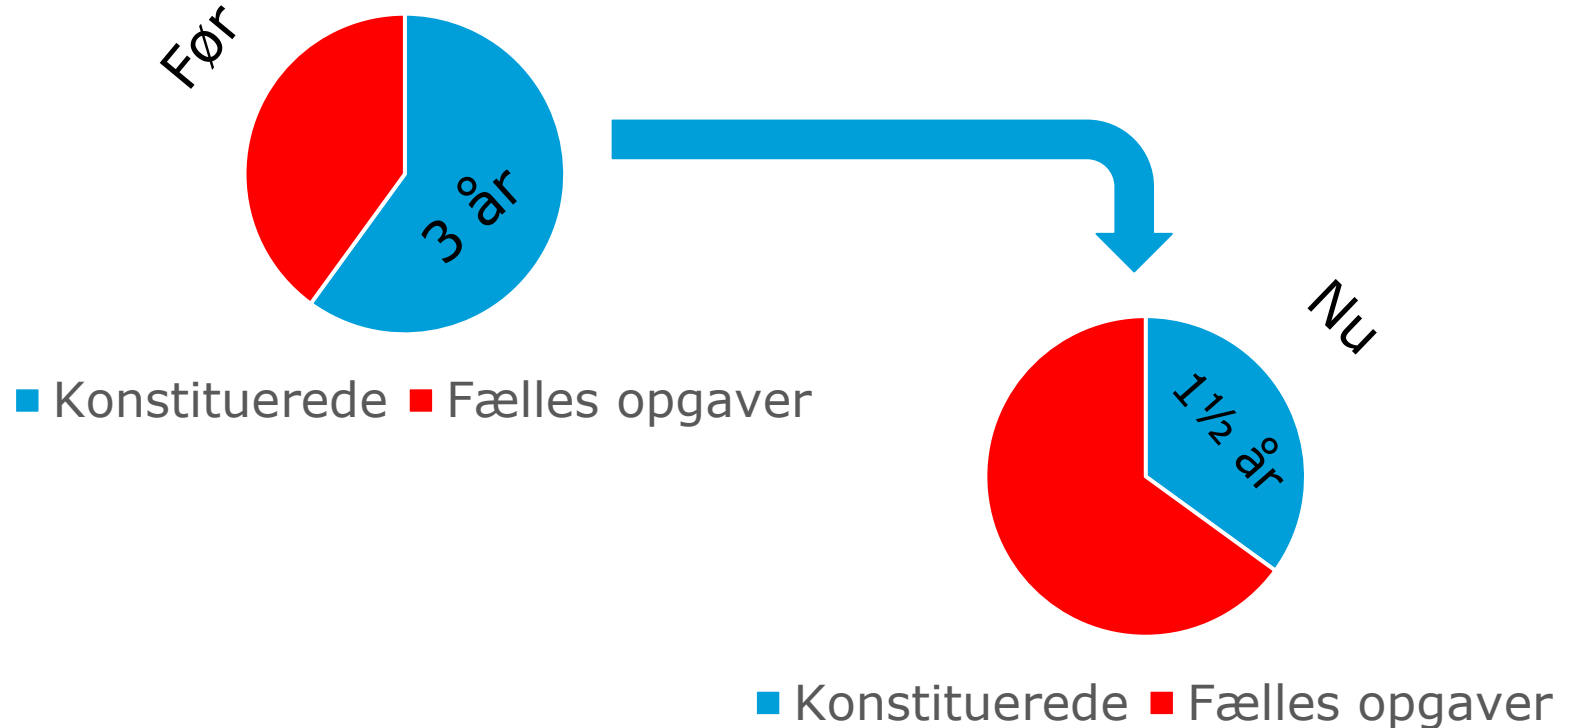 Før
3 år
Konstituerede Fælles opgaver
Nu
1½ år
Konstituerede Fælles opgaver